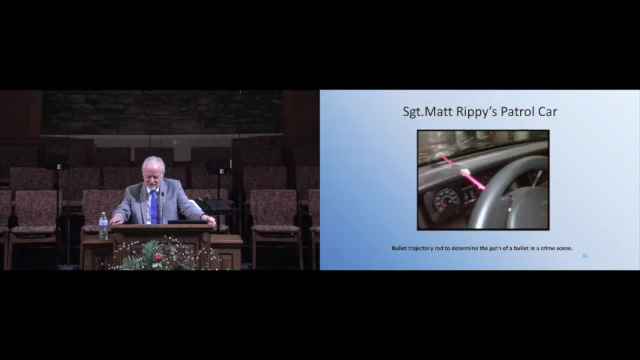 Sgt.Matt Rippy's Patrol Car
Bullet trajectory rod to determine the path of a bullet in a crime scene.